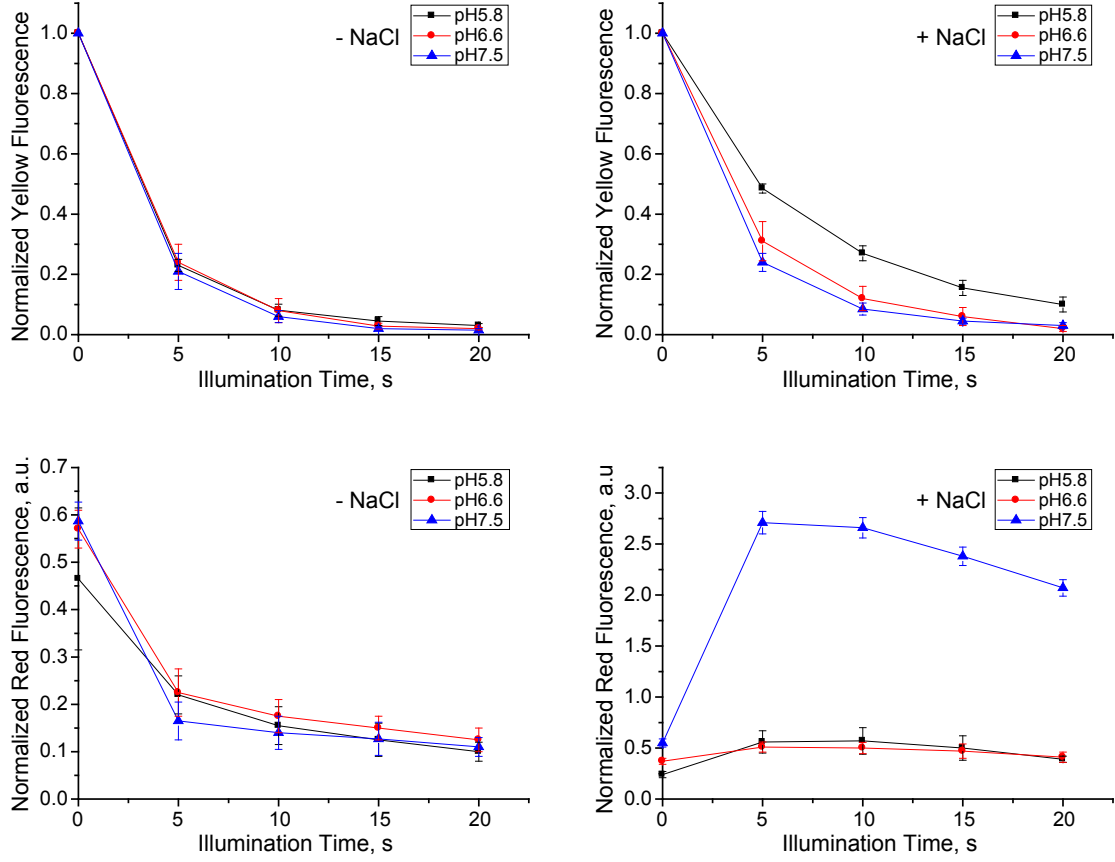 Normalized Yellow Fluorescence
1.0
0.8
0.6
0.4
0.2
0.0
- NaCl
pH5.8
pH6.6
pH7.5
0 5 10 15 20
Illumination Time, s
Normalized Yellow Fluorescence
1.0
0.8
0.6
0.4
0.2
0.0
+ NaCl
pH5.8
pH6.6
pH7.5
0 5 10 15 20
Illumination Time, s
Normalized Red Fluorescence, a.u.
0.7
0.6
0.5
0.4
0.3
0.2
0.1
0.0
- NaCl
pH5.8
pH6.6
pH7.5
0 5 10 15 20
Illumination Time, s
Normalized Red Fluorescence, a.u
3.0
2.5
2.0
1.5
1.0
0.5
0.0
+ NaCl
pH5.8
pH6.6
pH7.5
0 5 10 15 20
Illumination Time, s